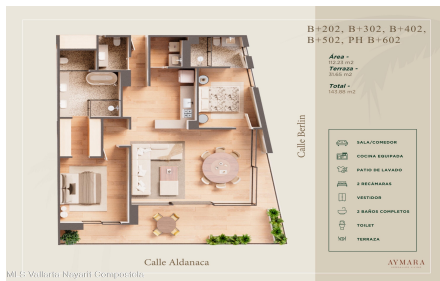 B+202, B+302, B+402,
B+502, PH B+602
Área -
112.23 m2
Terraza -
31.65 m2
Total -
143.88 m2
Calle Berlin
SALA/COMEDOR
COCINA EQUIPADA
PATIO DE LAVADO
2 RECÁMARAS
VESTIDOR
2 BAÑOS COMPLETOS
TOILET
TERRAZA
Calle Aldanaca
AYMARA
MLS Vallarta Nayarit Compostela